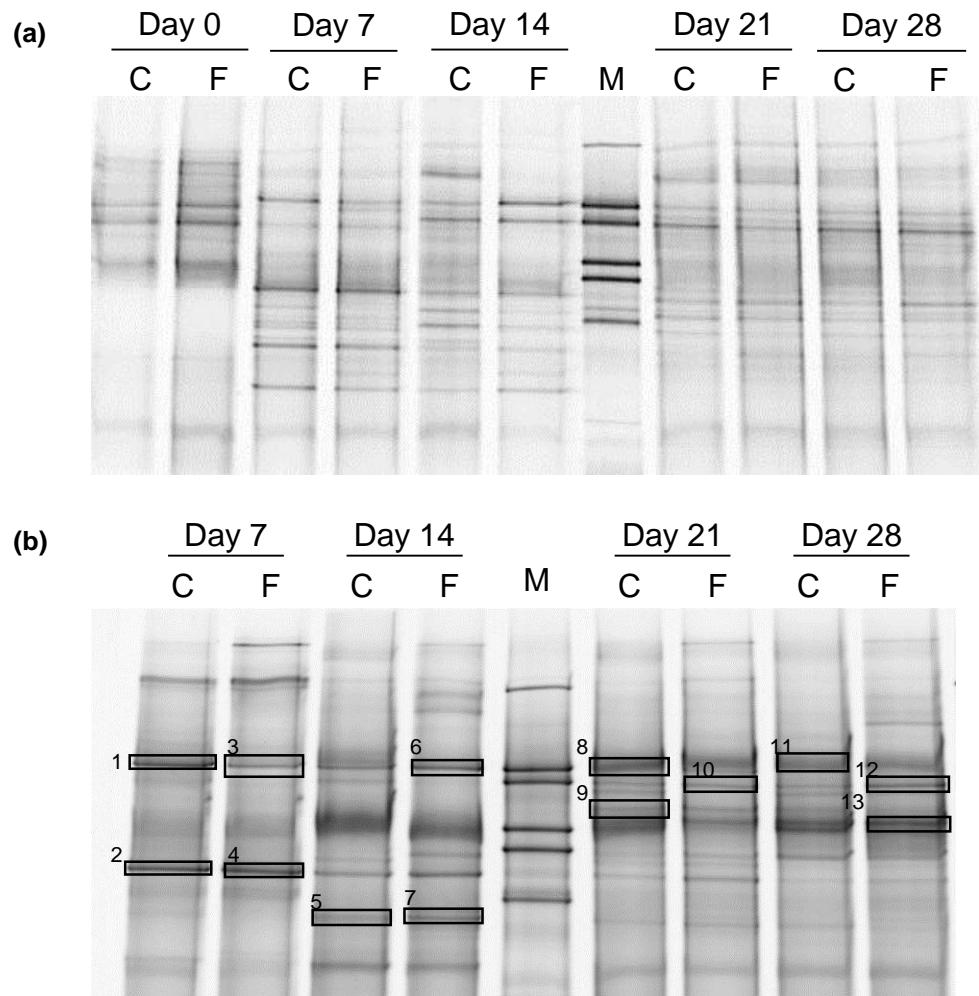 (a) Day 0 Day 7 Day 14 Day 21 Day 28
C F C F C F M C F C F
(b) Day 7 Day 14 Day 21 Day 28
C F C F M C F C F
1 3 6 8 10 11 12
9 13
2 4
5 7